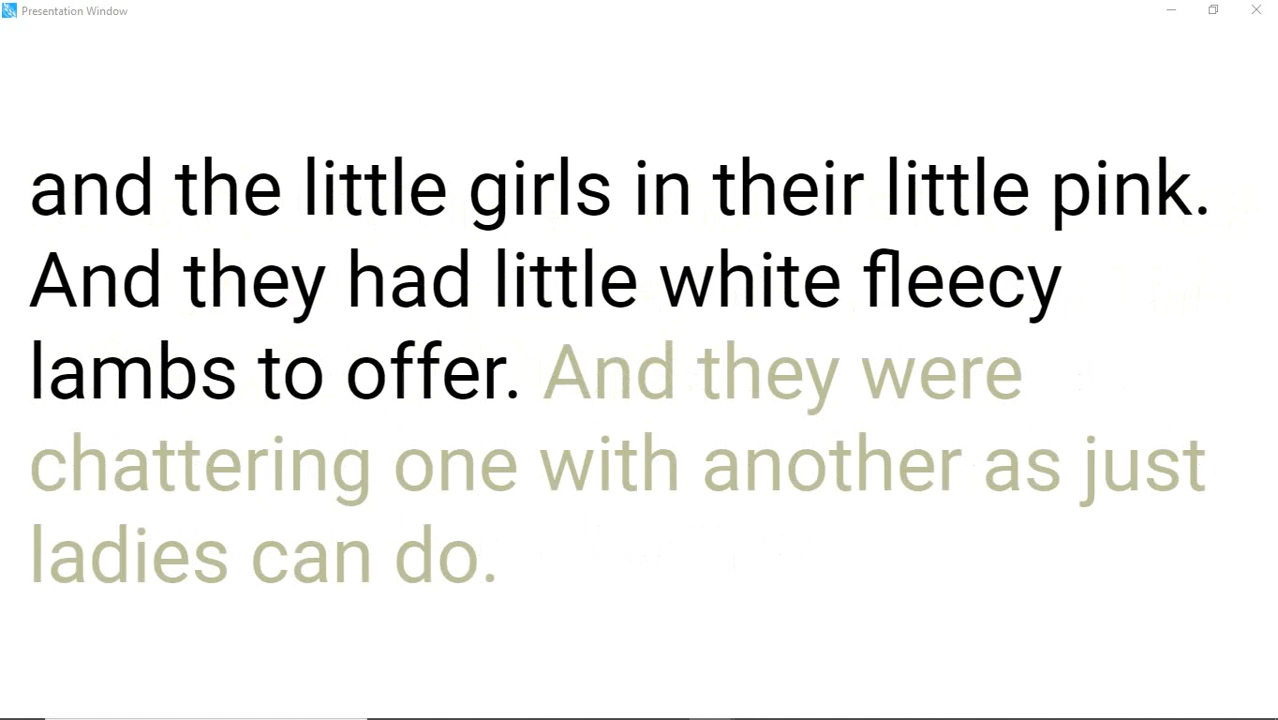 Presentation Window
and the little girls in their little pink.
And they had little white fleecy
lambs to offer. And they were
chattering one with another as just
ladies can do.